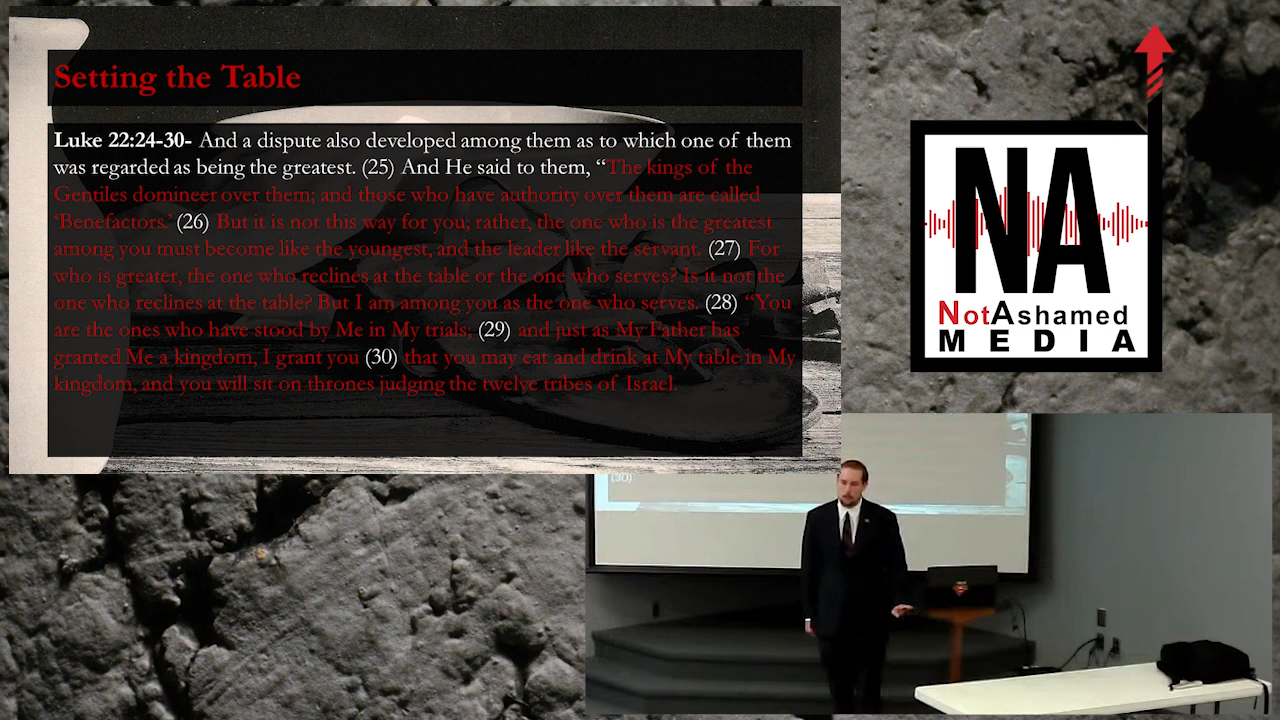 Setting the Table
Luke 22:24-30- And a dispute also developed among them as to which one of them
was regarded as being the greatest. (25) And He said to them, “The kings of the
Gentiles domineer over them; and those who have authority over them are called
‘Benefactors.’ (26) But it is not this way for you; rather, the one who is the greatest
among you must become like the youngest, and the leader like the servant. (27) For
who is greater, the one who reclines at the table or the one who serves? Is it not the
one who reclines at the table? But I am among you as the one who serves. (28) “You
are the ones who have stood by Me in My trials; (29) and just as My Father has
granted Me a kingdom, I grant you (30) that you may eat and drink at My table in My
kingdom, and you will sit on thrones judging the twelve tribes of Israel.
NA
NotAshamed
MEDIA
(30)